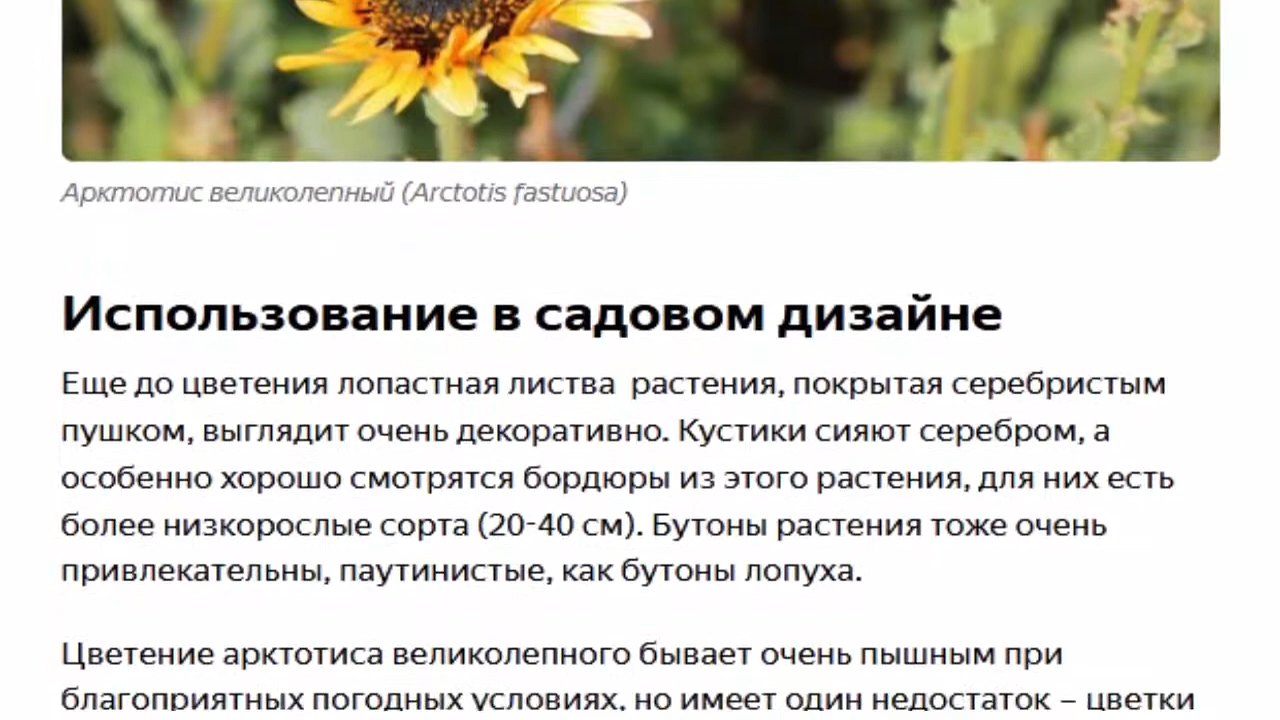 Арктотис великолепный (Arctotis fastuosa)
Использование в садовом дизайне
Еще до цветения лопастная листва растения, покрытая серебристым
пушком, выглядит очень декоративно. Кустики сияют серебром, а
особенно хорошо смотрятся бордюры из этого растения, для них есть
более низкорослые сорта (20-40 см). Бутоны растения тоже очень
привлекательны, паутинистые, как бутоны лопуха.
Цветение арктотиса великолепного бывает очень пышным при
благоприятных погодных условиях, но имеет один недостаток – цветки